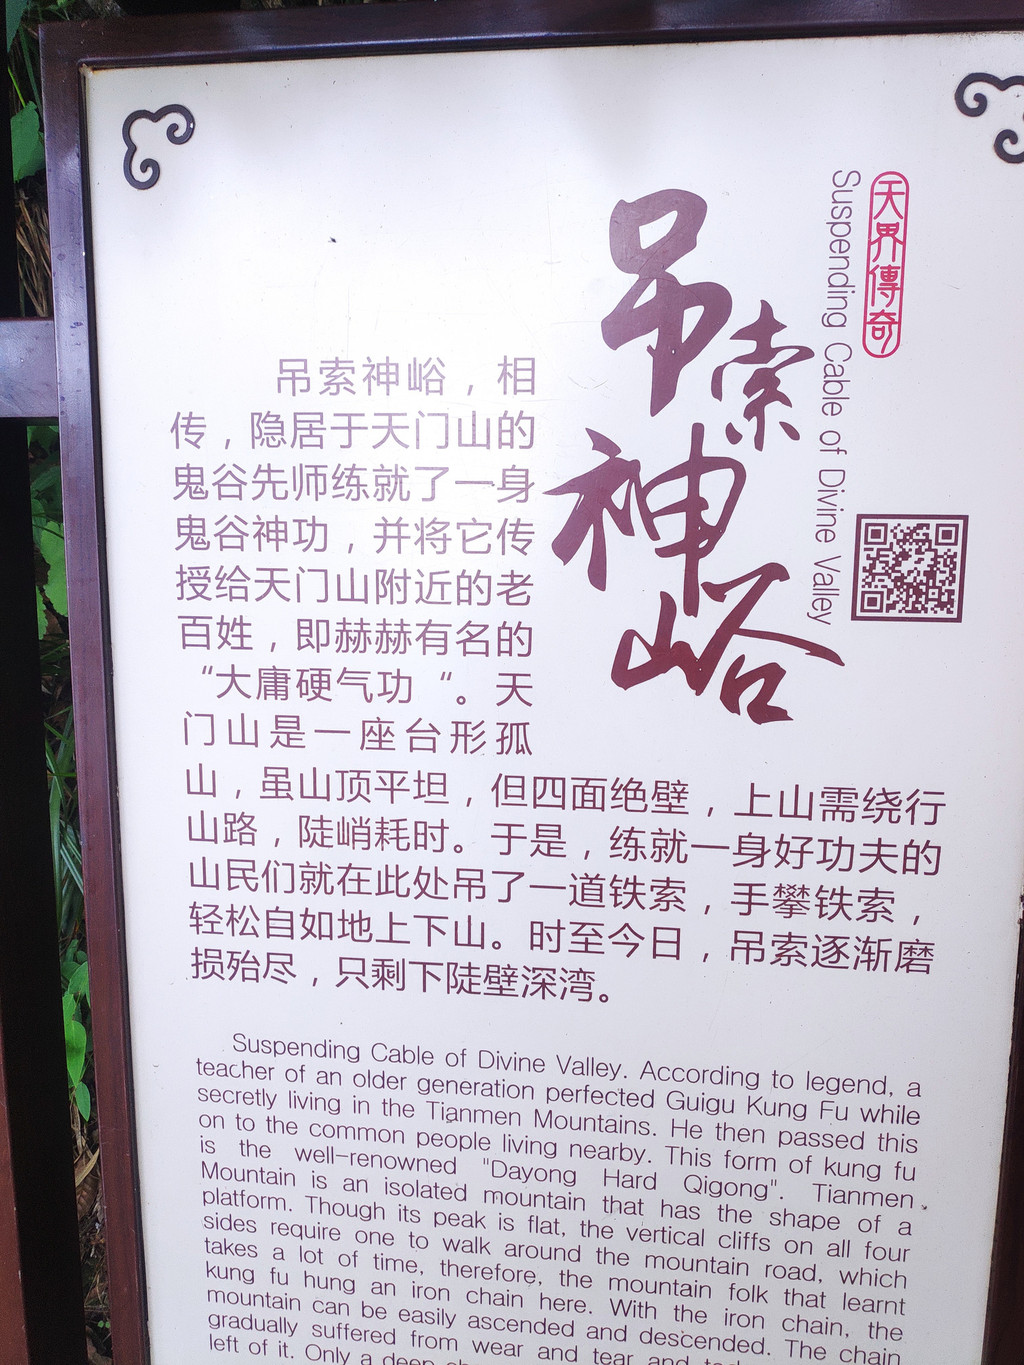 天界傳奇
Suspending Cable of Divine Valley
吊索神峪
吊索神峪，相
传，隐居于天门山的
鬼谷先师练就了一身
鬼谷神功，并将它传
授给天门山附近的老
百姓，即赫赫有名的
“大庸硬气功“。天
门山是一座台形孤
山，虽山顶平坦，但四面绝壁，上山需绕行
山路，陡峭耗时。于是，练就一身好功夫的
山民们就在此处吊了一道铁索，手攀铁索，
轻松自如地上下山。时至今日，吊索逐渐磨
损殆尽，只剩下陡壁深湾。
Suspending Cable of Divine Valley. According to legend, a
teacher of an older generation perfected Guigu Kung Fu while
secretly living in the Tianmen Mountains. He then passed this
on to the common people living nearby. This form of kung fu
is the well-renowned "Dayong Hard Qigong". Tianmen
Mountain is an isolated mountain that has the shape of a
platform. Though its peak is flat, the vertical cliffs on all four
sides require one to walk around the mountain road, which
takes a lot of time, therefore, the mountain folk that learnt
kung fu hung an iron chain here. With the iron chain, the
mountain can be easily ascended and descended. The chain
gradually suffered from wear and tear and
left of it. Only a deep